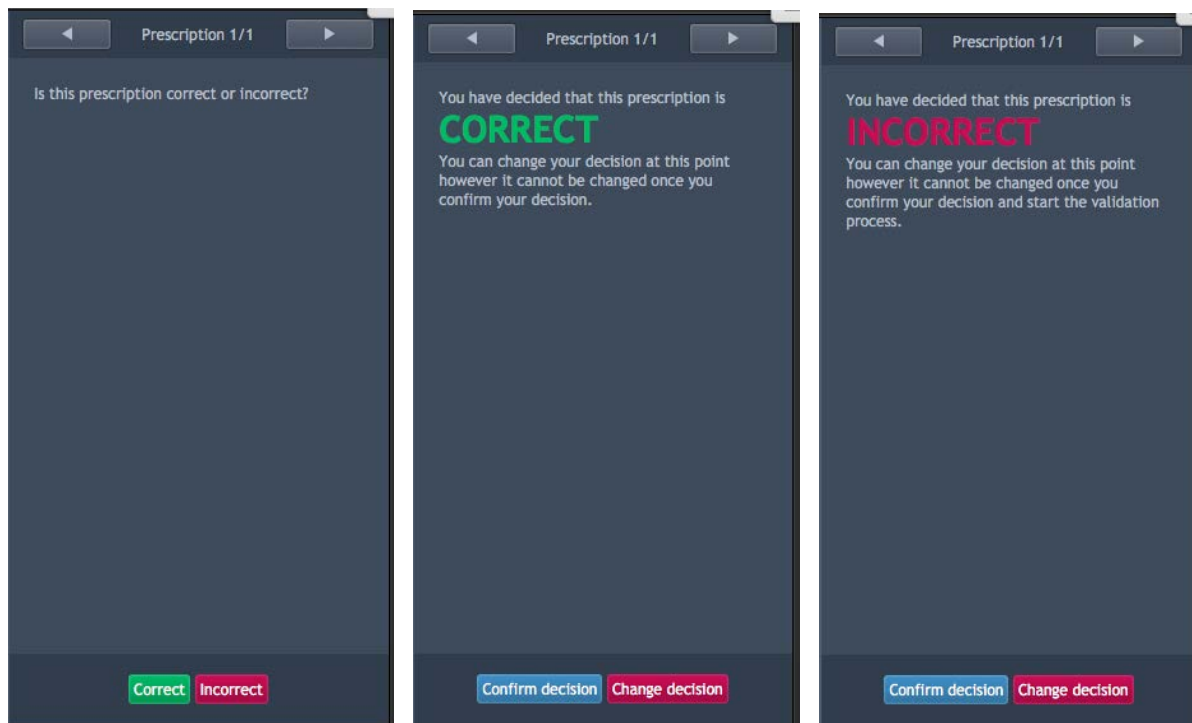 Prescription 1/1
Is this prescription correct or incorrect?
Correct Incorrect
Prescription 1/1
You have decided that this prescription is
CORRECT
You can change your decision at this point
however it cannot be changed once you
confirm your decision.
Confirm decision Change decision
Prescription 1/1
You have decided that this prescription is
INCORRECT
You can change your decision at this point
however it cannot be changed once you
confirm your decision and start the validation
process.
Confirm decision Change decision